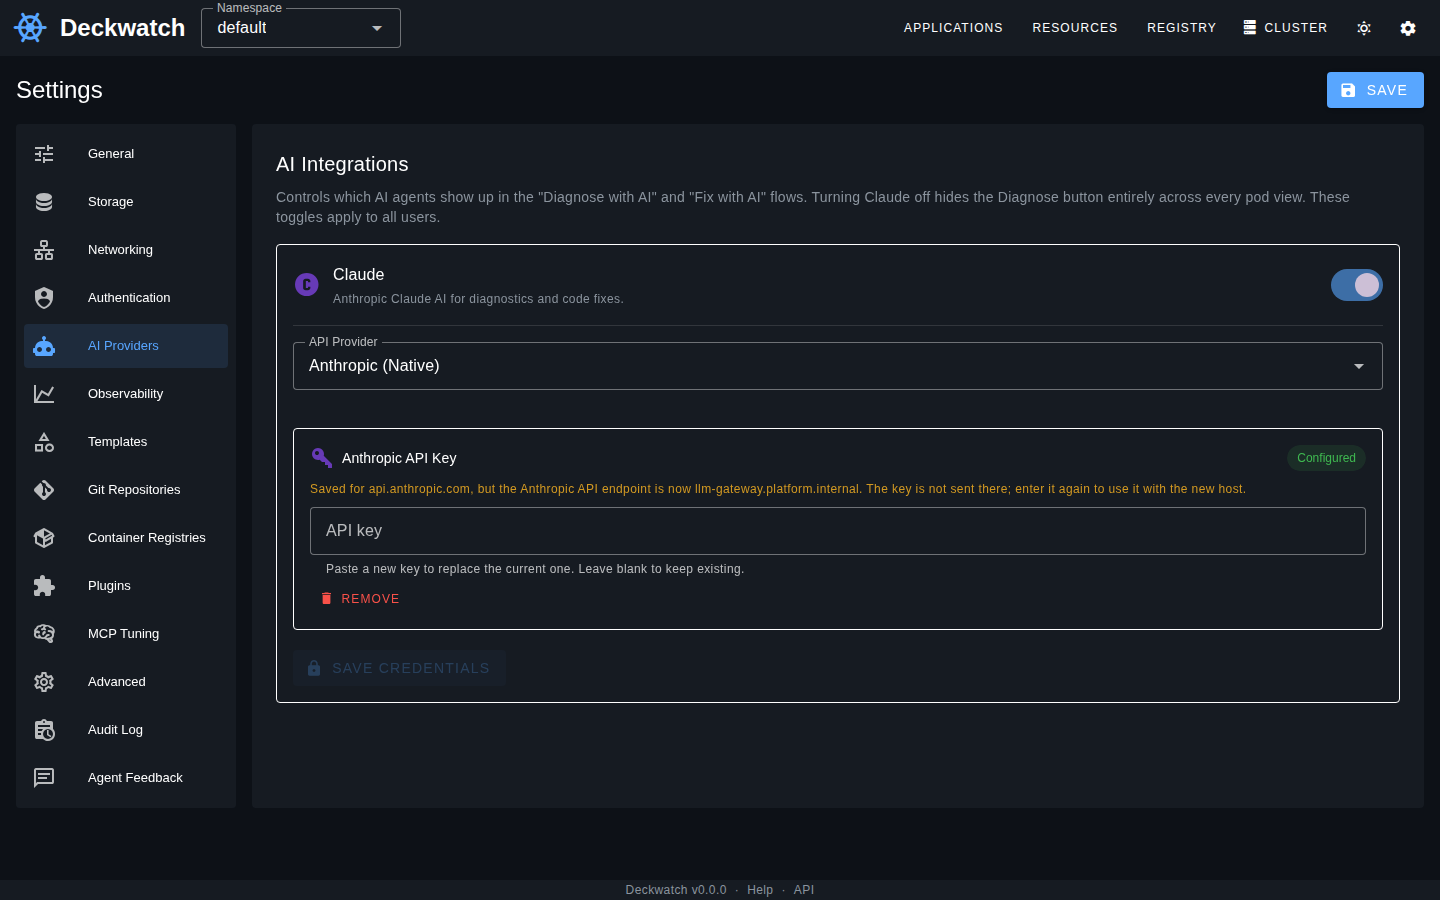 Deckwatch
Namespace
default
APPLICATIONS
RESOURCES
REGISTRY
CLUSTER
Settings
SAVE
General
Storage
Networking
Authentication
AI Providers
Observability
Templates
Git Repositories
Container Registries
Plugins
MCP Tuning
Advanced
Audit Log
Agent Feedback
AI Integrations
Controls which AI agents show up in the "Diagnose with AI" and "Fix with AI" flows. Turning Claude off hides the Diagnose button entirely across every pod view. These
toggles apply to all users.
C
Claude
Anthropic Claude AI for diagnostics and code fixes.
API Provider
Anthropic (Native)
Anthropic API Key
Configured
Saved for api.anthropic.com, but the Anthropic API endpoint is now llm-gateway.platform.internal. The key is not sent there; enter it again to use it with the new host.
API key
Paste a new key to replace the current one. Leave blank to keep existing.
REMOVE
SAVE CREDENTIALS
Deckwatch v0.0.0 · Help · API